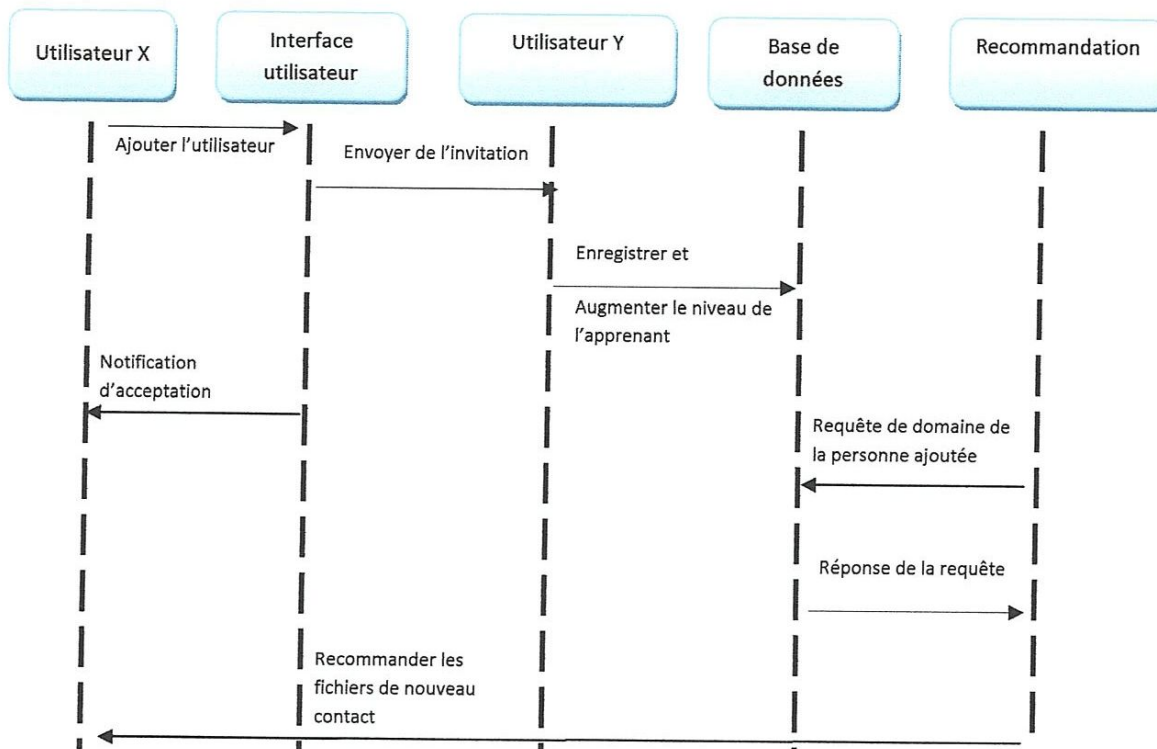 Utilisateur X
Interface
utilisateur
Utilisateur Y
Base de
données
Recommandation
Ajouter l'utilisateur
Envoyer de l'invitation
Enregistrer et
Augmenter le niveau de
l'apprenant
Notification
d'acceptation
Requête de domaine de
la personne ajoutée
Réponse de la requête
Recommander les
fichiers de nouveau
contact